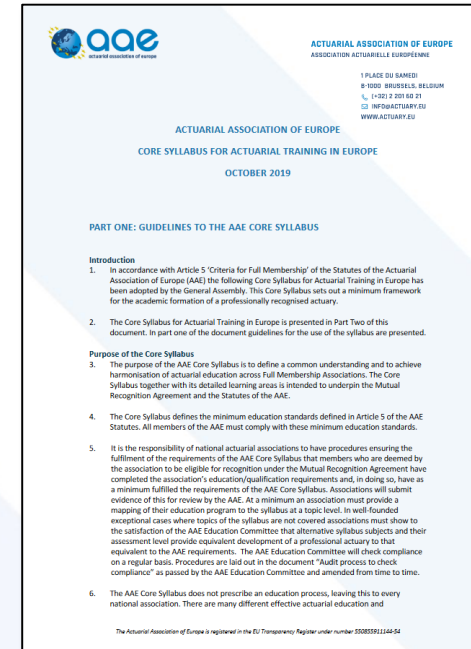 aae
actuarial association of europe
ACTUARIAL ASSOCIATION OF EUROPE
ASSOCIATION ACTUARIELLE EUROPÉENNE
1 PLACE DU SAMEDI
B-1000 BRUSSELS, BELGIUM
(+32) 2 201 60 21
INFO@ACTUARY.EU
WWW.ACTUARY.EU
ACTUARIAL ASSOCIATION OF EUROPE
CORE SYLLABUS FOR ACTUARIAL TRAINING IN EUROPE
OCTOBER 2019
PART ONE: GUIDELINES TO THE AAE CORE SYLLABUS
Introduction
1. In accordance with Article 5 'Criteria for Full Membership' of the Statutes of the Actuarial
Association of Europe (AAE) the following Core Syllabus for Actuarial Training in Europe has
been adopted by the General Assembly. This Core Syllabus sets out a minimum framework
for the academic formation of a professionally recognised actuary.
2. The Core Syllabus for Actuarial Training in Europe is presented in Part Two of this
document. In part one of the document guidelines for the use of the syllabus are presented.
Purpose of the Core Syllabus
3. The purpose of the AAE Core Syllabus is to define a common understanding and to achieve
harmonisation of actuarial education across Full Membership Associations. The Core
Syllabus together with its detailed learning areas is intended to underpin the Mutual
Recognition Agreement and the Statutes of the AAE.
4. The Core Syllabus defines the minimum education standards defined in Article 5 of the AAE
Statutes. All members of the AAE must comply with these minimum education standards.
5. It is the responsibility of national actuarial associations to have procedures ensuring the
fulfilment of the requirements of the AAE Core Syllabus that members who are deemed by
the association to be eligible for recognition under the Mutual Recognition Agreement have
completed the association's education/qualification requirements and, in doing so, have as
a minimum fulfilled the requirements of the AAE Core Syllabus. Associations will submit
evidence of this for review by the AAE. At a minimum an association must provide a
mapping of their education program to the syllabus at a topic level. In well-founded
exceptional cases where topics of the syllabus are not covered associations must show to
the satisfaction of the AAE Education Committee that alternative syllabus subjects and their
assessment level provide equivalent development of a professional actuary to that
equivalent to the AAE requirements. The AAE Education Committee will check compliance
on a regular basis. Procedures are laid out in the document "Audit process to check
compliance" as passed by the AAE Education Committee and amended from time to time.
6. The AAE Core Syllabus does not prescribe an education process, leaving this to every
national association. There are many different effective actuarial education and
The Actuarial Association of Europe is registered in the EU Transparency Register under number 550855911144-54